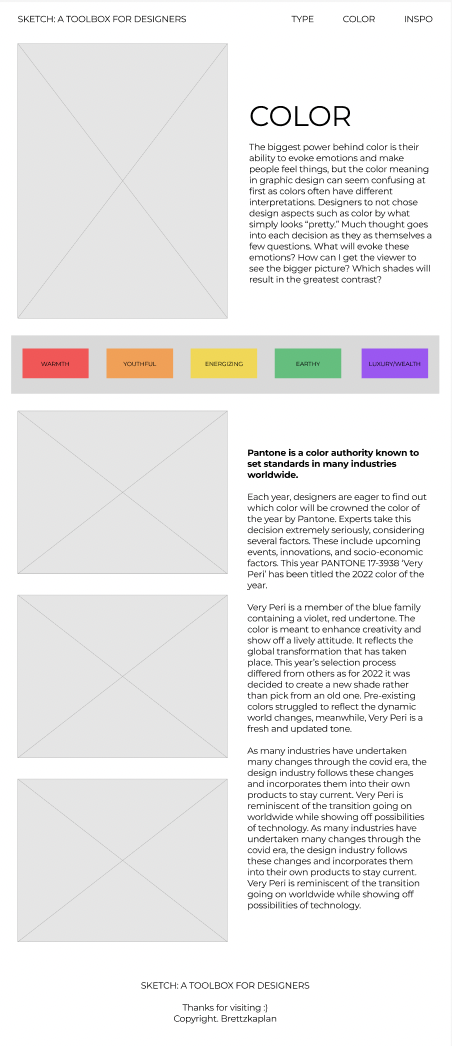 SKETCH: A TOOLBOX FOR DESIGNERS
TYPE COLOR INSPO
COLOR
The biggest power behind color is their
ability to evoke emotions and make
people feel things, but the color meaning
in graphic design can seem confusing at
first as colors often have different
interpretations. Designers to not chose
design aspects such as color by what
simply looks “pretty.” Much thought goes
into each decision as they as themselves a
few questions. What will evoke these
emotions? How can I get the viewer to
see the bigger picture? Which shades will
result in the greatest contrast?
WARMTH
YOUTHFUL
ENERGIZING
EARTHY
LUXURY/WEALTH
Pantone is a color authority known to
set standards in many industries
worldwide.
Each year, designers are eager to find out
which color will be crowned the color of
the year by Pantone. Experts take this
decision extremely seriously, considering
several factors. These include upcoming
events, innovations, and socio-economic
factors. This year PANTONE 17-3938 ‘Very
Peri’ has been titled the 2022 color of the
year.
Very Peri is a member of the blue family
containing a violet, red undertone. The
color is meant to enhance creativity and
show off a lively attitude. It reflects the
global transformation that has taken
place. This year’s selection process
differed from others as for 2022 it was
decided to create a new shade rather
than pick from an old one. Pre-existing
colors struggled to reflect the dynamic
world changes, meanwhile, Very Peri is a
fresh and updated tone.
As many industries have undertaken
many changes through the covid era, the
design industry follows these changes
and incorporates them into their own
products to stay current. Very Peri is
reminiscent of the transition going on
worldwide while showing off possibilities
of technology. As many industries have
undertaken many changes through the
covid era, the design industry follows
these changes and incorporates them
into their own products to stay current.
Very Peri is reminiscent of the transition
going on worldwide while showing off
possibilities of technology.
SKETCH: A TOOLBOX FOR DESIGNERS
Thanks for visiting :)
Copyright. Brettzkaplan